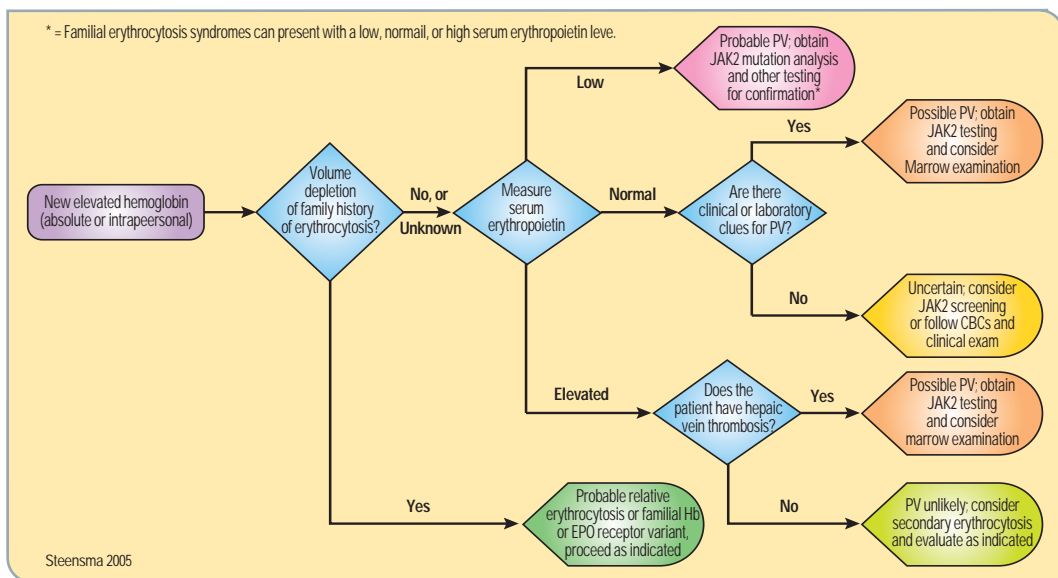 * = Familial erythrocytosis syndromes can present with a low, normail, or high serum erythropoietin leve.
Probable PV; obtain
JAK2 mutation analysis
and other testing
for confirmation*
Low
Possible PV; obtain
JAK2 testing
and consider
Marrow examination
Yes
New elevated hemoglobin
(absolute or intrapeersonal)
Volume
depletion
of family history
of erythrocytosis?
No, or
Unknown
Measure
serum
erythropoietin
Normal
Are there
clinical or laboratory
clues for PV?
No
Uncertain; consider
JAK2 screening
or follow CBCs and
clinical exam
Elevated
Does the
patient have hepaic
vein thrombosis?
Yes
Possible PV; obtain
JAK2 testing
and consider
marrow examination
Yes
Probable relative
erythrocytosis or familial Hb
or EPO receptor variant,
proceed as indicated
No
PV unlikely; consider
secondary erythrocytosis
and evaluate as indicated
Steensma 2005